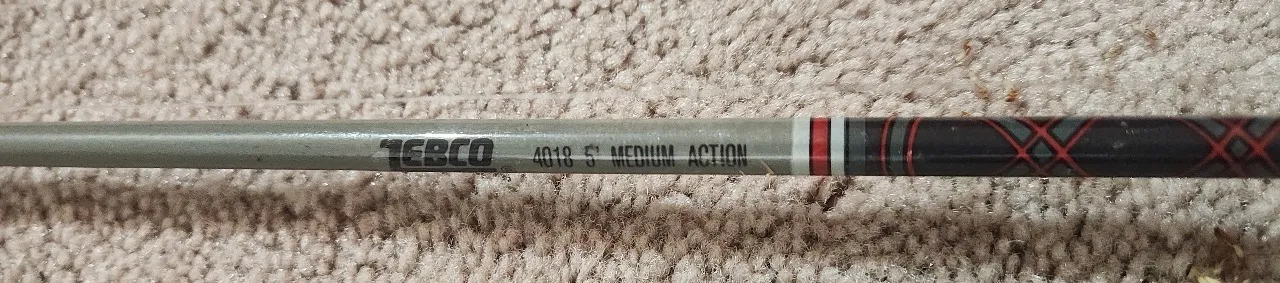 ZEBCO 4018 5' MEDIUM ACTION